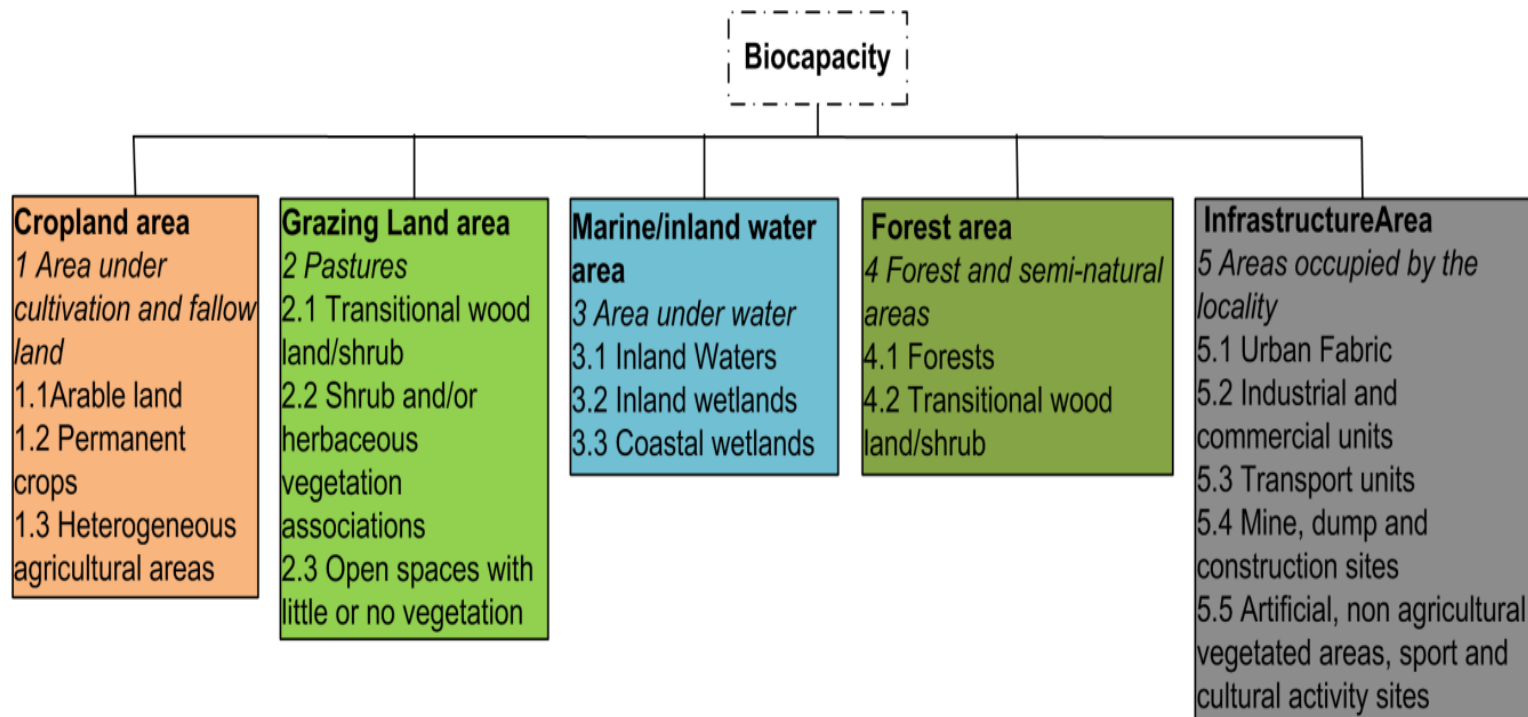 Biocapacity
Cropland area
1 Area under
cultivation and fallow
land
1.1Arable land
1.2 Permanent
crops
1.3 Heterogeneous
agricultural areas
Grazing Land area
2 Pastures
2.1 Transitional wood
land/shrub
2.2 Shrub and/or
herbaceous
vegetation
associations
2.3 Open spaces with
little or no vegetation
Marine/inland water
area
3 Area under water
3.1 Inland Waters
3.2 Inland wetlands
3.3 Coastal wetlands
Forest area
4 Forest and semi-natural
areas
4.1 Forests
4.2 Transitional wood
land/shrub
InfrastructureArea
5 Areas occupied by the
locality
5.1 Urban Fabric
5.2 Industrial and
commercial units
5.3 Transport units
5.4 Mine, dump and
construction sites
5.5 Artificial, non agricultural
vegetated areas, sport and
cultural activity sites